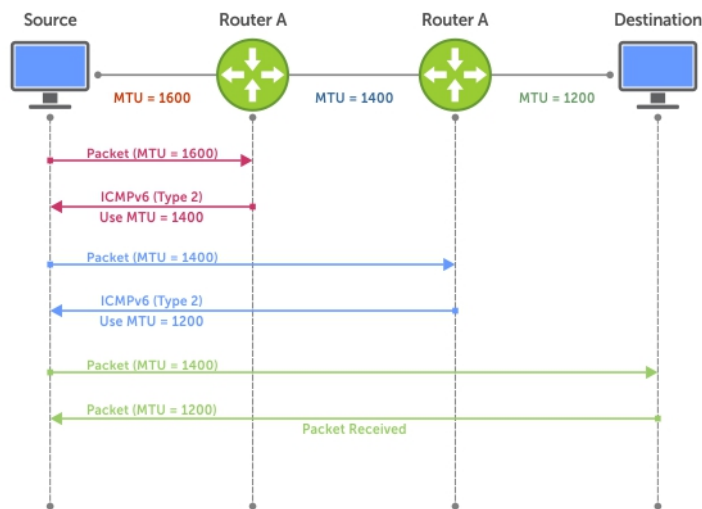 Source
Router A
Router A
Destination
MTU = 1600
MTU = 1400
MTU = 1200
Packet (MTU = 1600)
ICMPv6 (Type 2)
Use MTU = 1400
Packet (MTU = 1400)
ICMPv6 (Type 2)
Use MTU = 1200
Packet (MTU = 1400)
Packet (MTU = 1200)
Packet Received